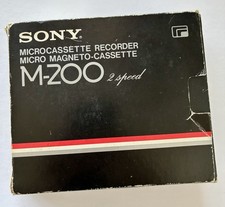 SONY
MICROCASSETTE RECORDER
MICRO MAGNETO-CASSETTE
M-200 2 speed